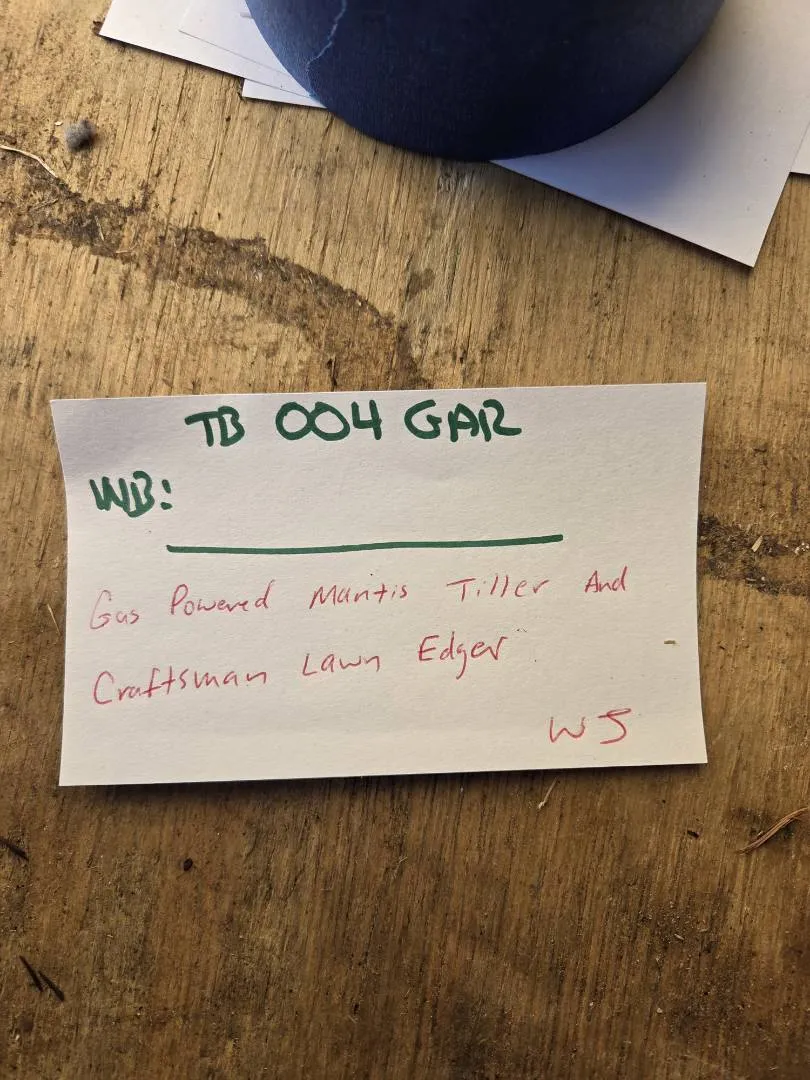 TB 004 GAR
WB:
Gas Powered Mantis Tiller And
Craftsman Lawn Edger
WS